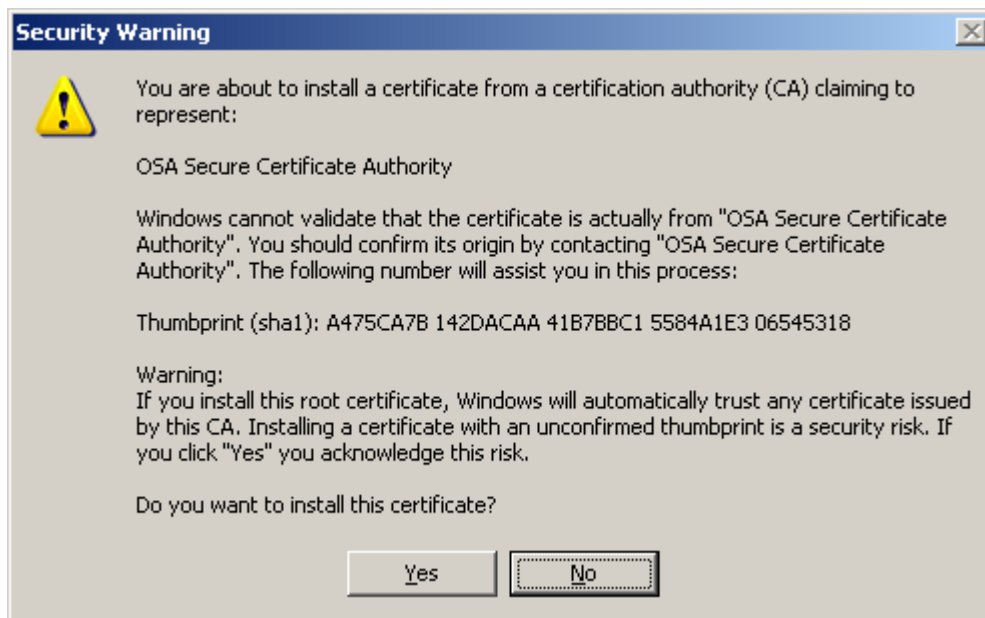 Security Warning
You are about to install a certificate from a certification authority (CA) claiming to
represent:
OSA Secure Certificate Authority
Windows cannot validate that the certificate is actually from "OSA Secure Certificate
Authority". You should confirm its origin by contacting "OSA Secure Certificate
Authority". The following number will assist you in this process:
Thumbprint (sha1): A475CA7B 142DACAA 41B7BBC1 5584A1E3 06545318
Warning:
If you install this root certificate, Windows will automatically trust any certificate issued
by this CA. Installing a certificate with an unconfirmed thumbprint is a security risk. If
you click "Yes" you acknowledge this risk.
Do you want to install this certificate?
Yes No